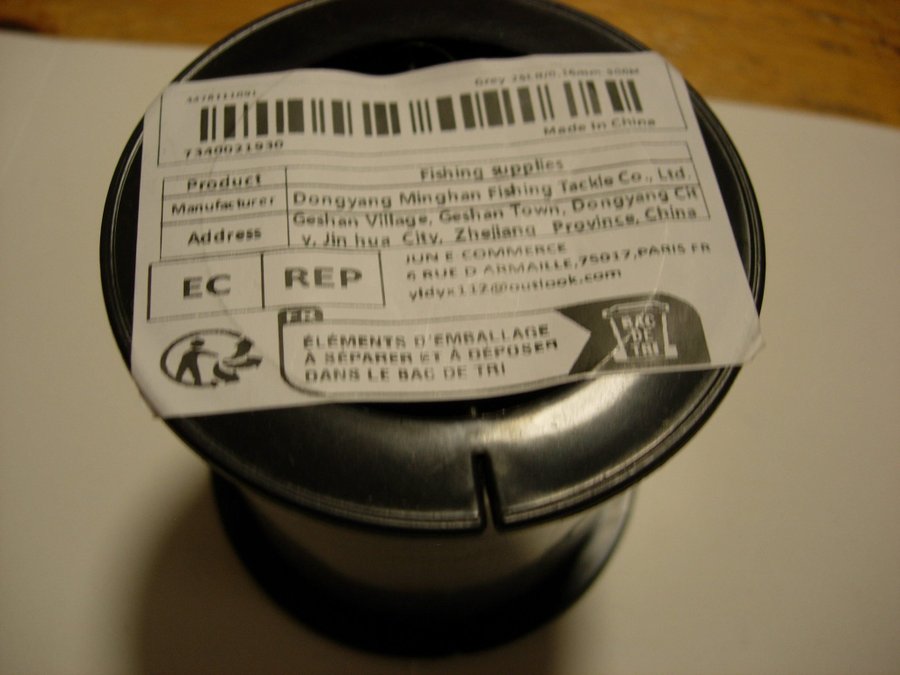 Made in China
7340021930
Product Fishing supplies
Manufacturer Dongyang Minghan Fishing Tackle Co., Ltd.
Address Geshan Village, Geshan Town, Dongyang Cit
y, Jin hua City, Zhejiang Province, China
EC REP
JUN E COMMERCE
6 RUE D ARMAILLE,75017,PARIS FR
yldyx112@outlook.com
FR
ÉLÉMENTS D'EMBALLAGE
À SÉPARER ET À DÉPOSER
DANS LE BAC DE TRI
BAC
DE
TRI